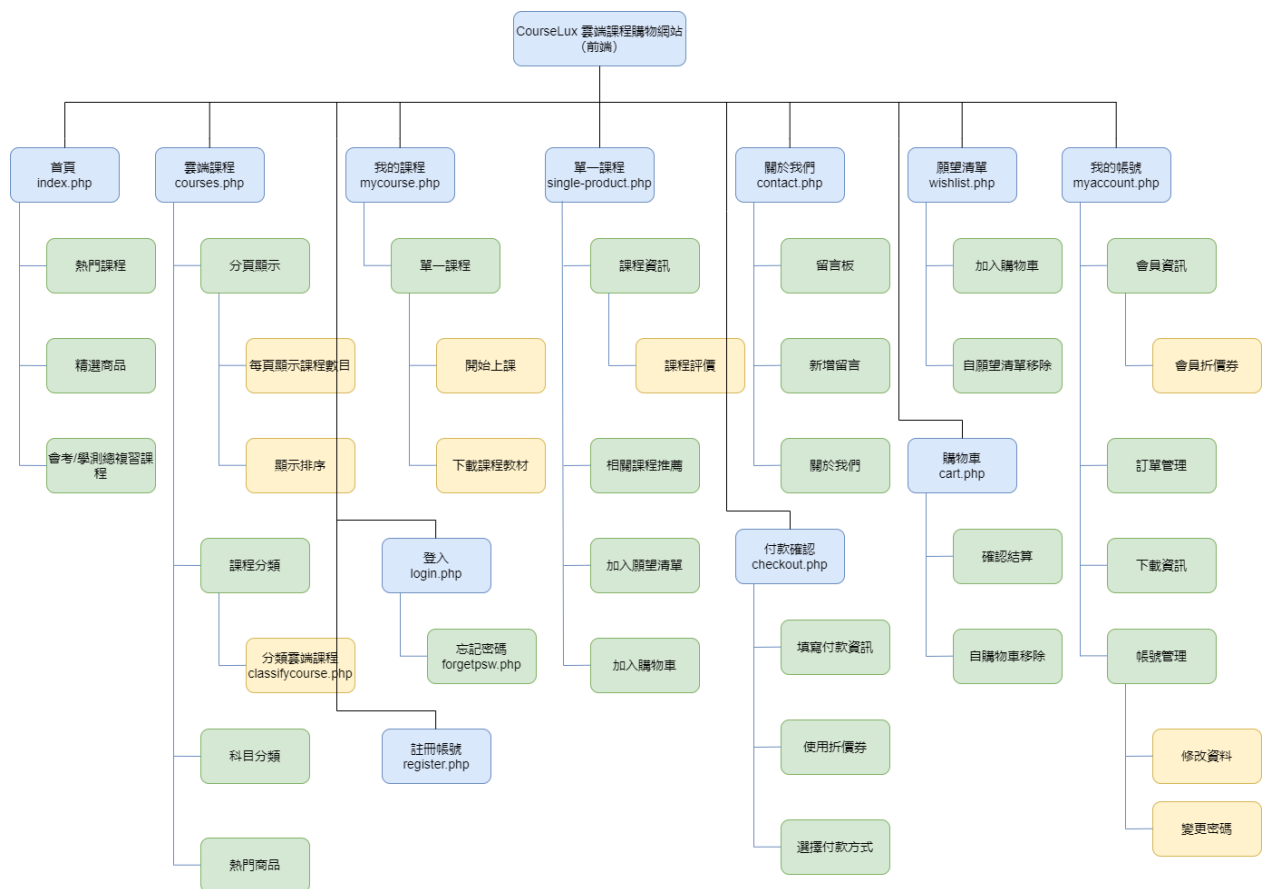 CourseLux 雲端課程購物網站
（前端）
首頁
index.php
雲端課程
courses.php
我的課程
mycourse.php
單一課程
single-product.php
關於我們
contact.php
願望清單
wishlist.php
我的帳號
myaccount.php
熱門課程
分頁顯示
單一課程
課程資訊
留言板
加入購物車
會員資訊
精選商品
每頁顯示課程數目
開始上課
課程評價
新增留言
自願望清單移除
會員折價券
會考/學測總複習課
程
顯示排序
下載課程教材
相關課程推薦
關於我們
購物車
cart.php
訂單管理
課程分類
登入
login.php
加入願望清單
付款確認
checkout.php
確認結算
下載資訊
分類雲端課程
classifycourse.php
忘記密碼
forgetpsw.php
加入購物車
填寫付款資訊
自購物車移除
帳號管理
科目分類
註冊帳號
register.php
使用折價券
修改資料
熱門商品
選擇付款方式
變更密碼